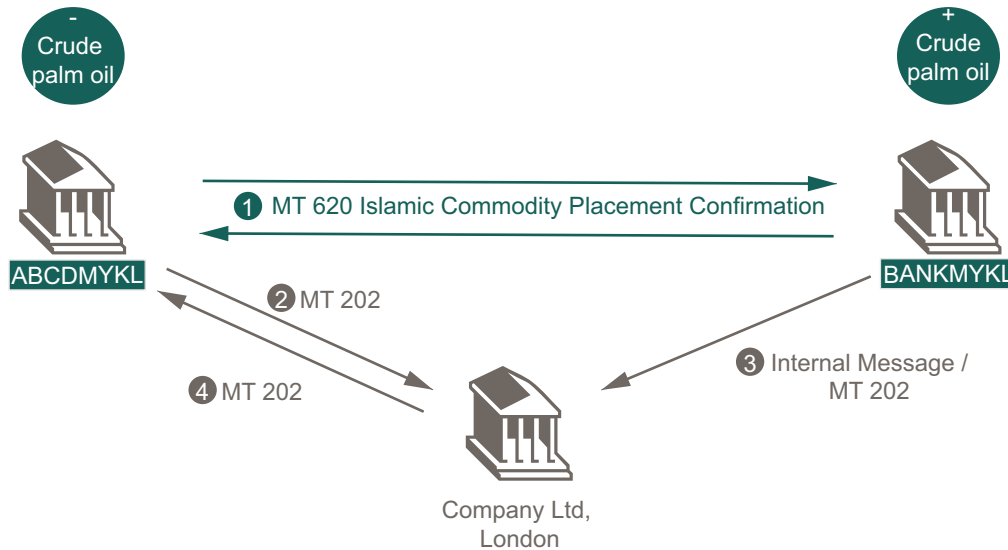 -
Crude
palm oil
+
Crude
palm oil
1 MT 620 Islamic Commodity Placement Confirmation
ABCDMYKL
BANKMYKL
2 MT 202
3 Internal Message /
MT 202
4 MT 202
Company Ltd,
London